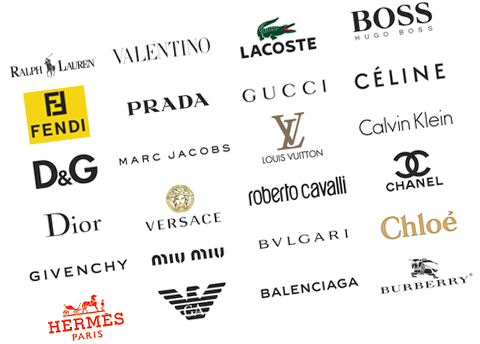 RALPH LAUREN
VALENTINO
LACOSTE
BOSS
HUGO BOSS
FENDI
PRADA
GUCCI
CÉLINE
D&G
MARC JACOBS
LV
LOUIS VUITTON
Calvin Klein
Dior
VERSACE
roberto cavalli
CHANEL
GIVENCHY
miu miu
BVLGARI
Chloé
HERMÈS
PARIS
GA
BALENCIAGA
BURBERRY®